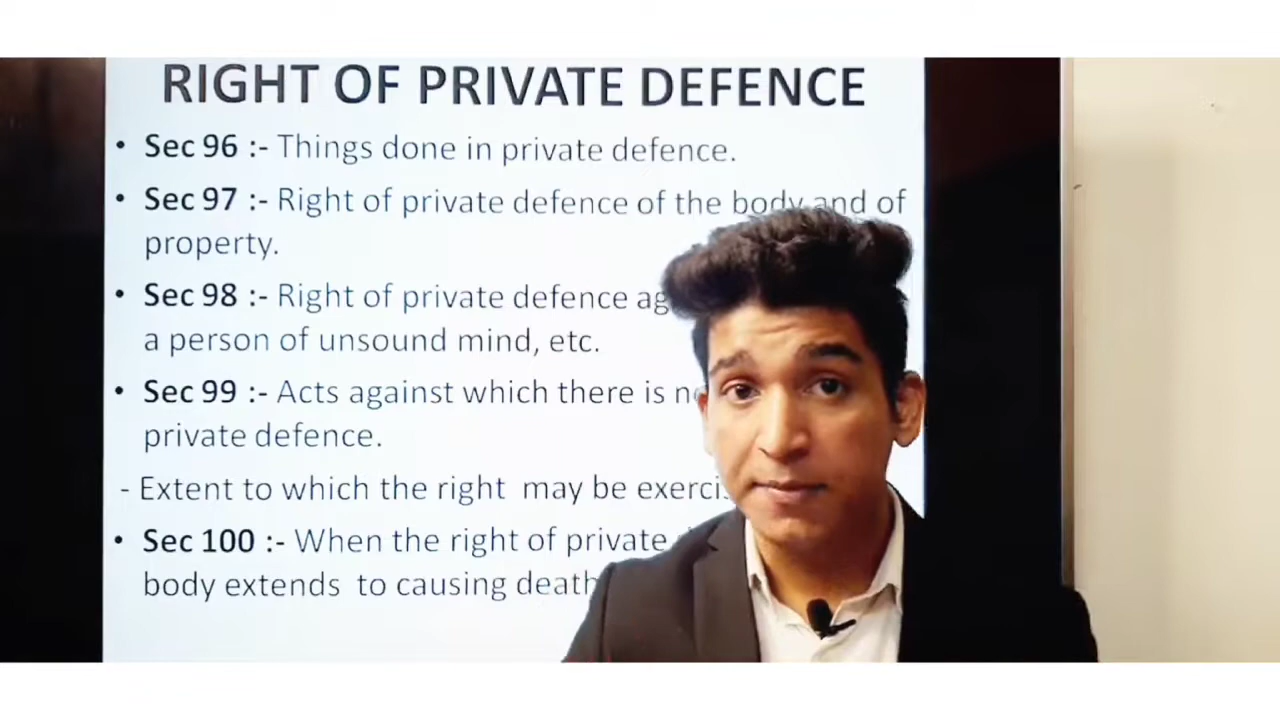 RIGHT OF PRIVATE DEFENCE
• Sec 96 :- Things done in private defence.
• Sec 97 :- Right of private defence of the body and of
property.
• Sec 98 :- Right of private defence
a person of unsound mind, etc.
• Sec 99 :- Acts against which there is
private defence.
- Extent to which the right may be
• Sec 100 :- When the right of private
body extends to causing death